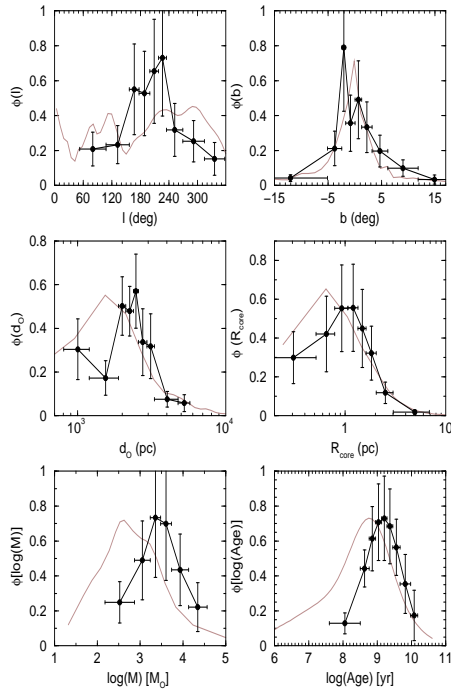 1
0.8
0.6
0.4
0.2
0
φ(l)
0 60 120 180 240 300
l (deg)
1
0.8
0.6
0.4
0.2
0
φ(b)
−15 −5 5 15
b (deg)
0.8
0.6
0.4
0.2
0
φ(dO)
10³ 10⁴
dO (pc)
0.8
0.6
0.4
0.2
0
φ (Rcore)
1 10
Rcore (pc)
1
0.8
0.6
0.4
0.2
0
φ[log(M)]
1 2 3 4 5
log(M) [MO]
1
0.8
0.6
0.4
0.2
0
φ[log(Age)]
6 7 8 9 10 11
log(Age) [yr]